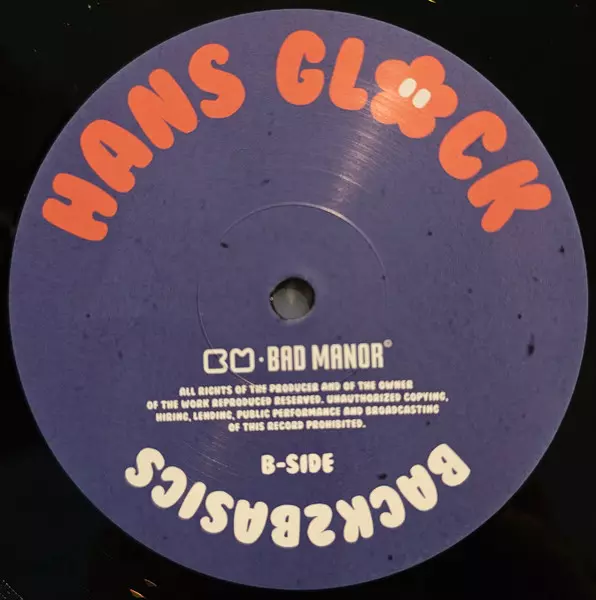 HANS GLOCK
BM · BAD MANOR®
ALL RIGHTS OF THE PRODUCER AND OF THE OWNER
OF THE WORK REPRODUCED RESERVED. UNAUTHORIZED COPYING,
HIRING, LENDING, PUBLIC PERFORMANCE AND BROADCASTING
OF THIS RECORD PROHIBITED.
B-SIDE
BACK2BASICS